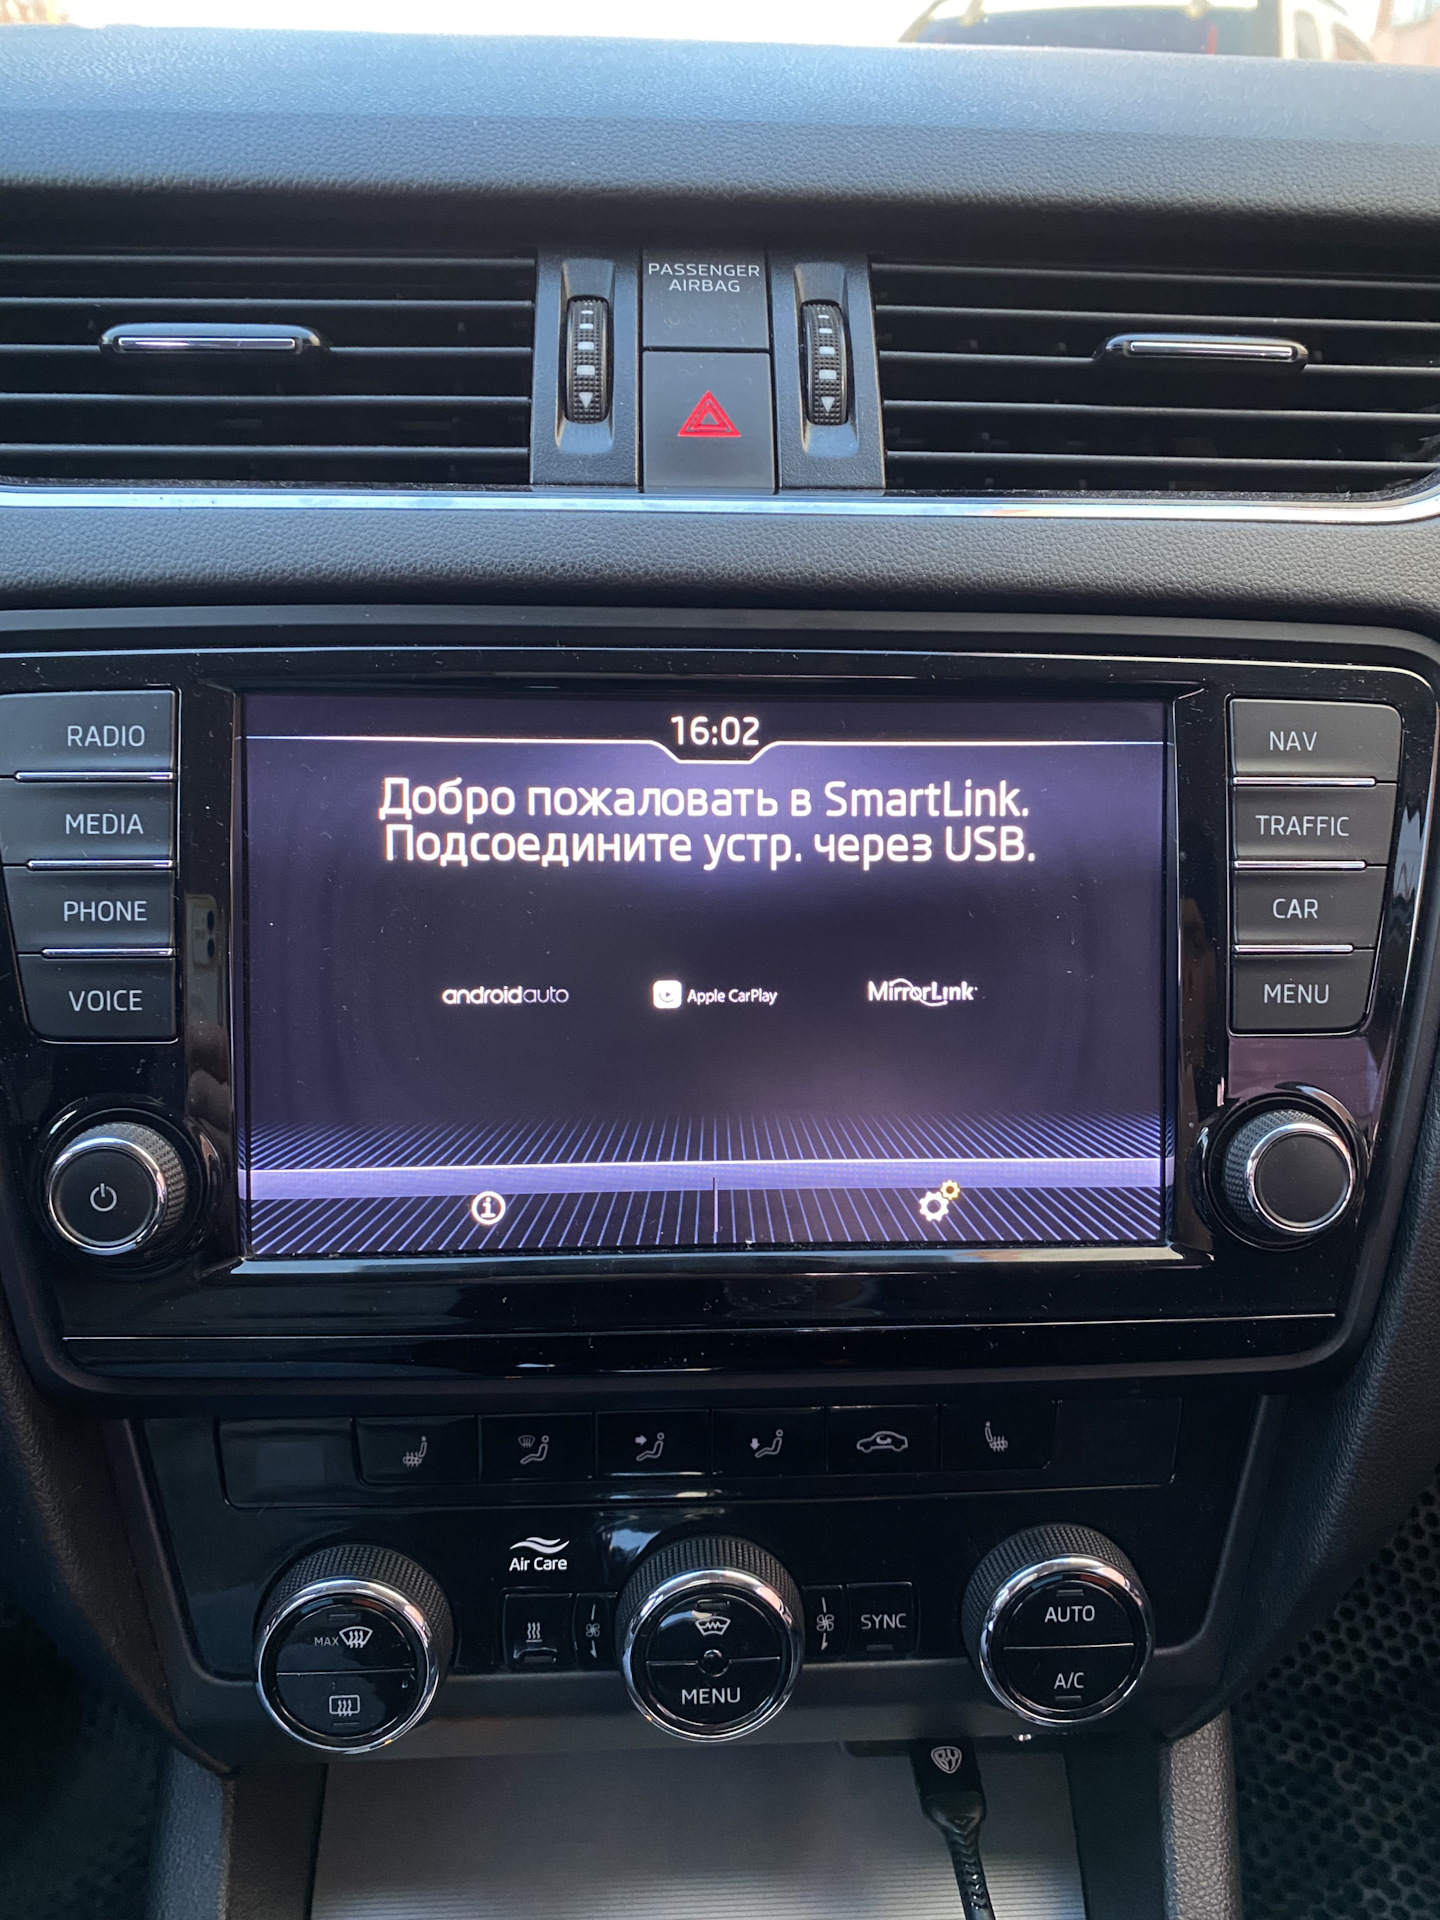 PASSENGER
AIRBAG
RADIO
MEDIA
PHONE
VOICE
16:02
Добро пожаловать в SmartLink.
Подсоедините устр. через USB.
androidauto
Apple CarPlay
MirrorLink
NAV
TRAFFIC
CAR
MENU
Air Care
MAX
MENU
SYNC
AUTO
A/C